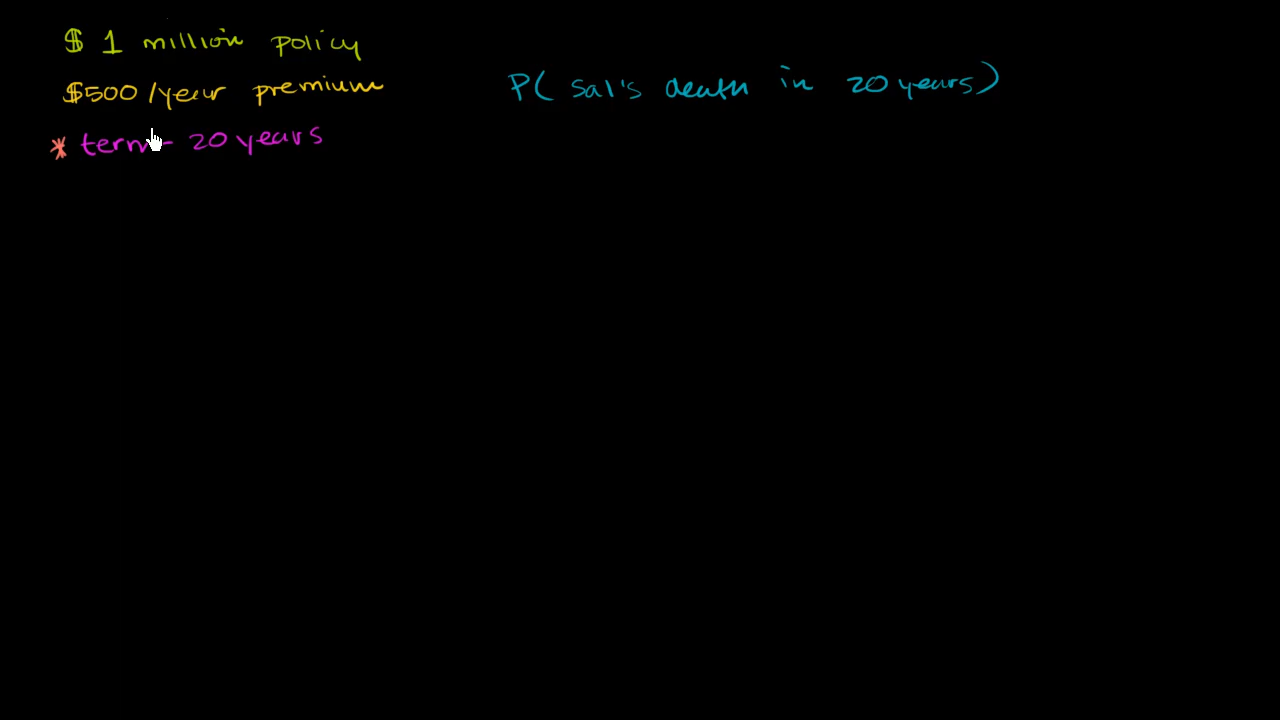 $ 1 million policy
$500 /year premium
P( Sal's death in 20 years)
* term - 20 years